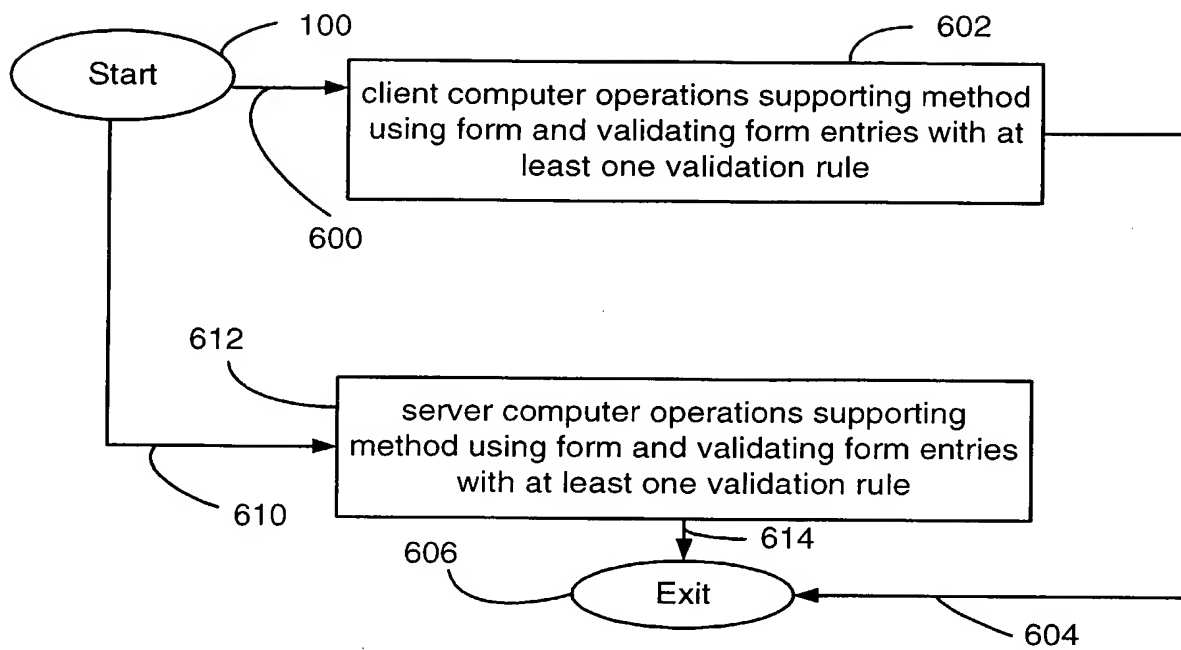 100
602
Start
client computer operations supporting method
using form and validating form entries with at
least one validation rule
600
612
server computer operations supporting
method using form and validating form entries
with at least one validation rule
610
614
606
Exit
604